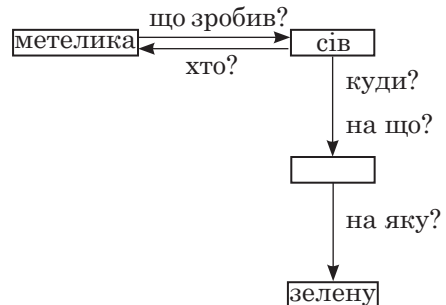 що зробив?
метелика сів
хто?
куди?
на що?
на яку?
зелену